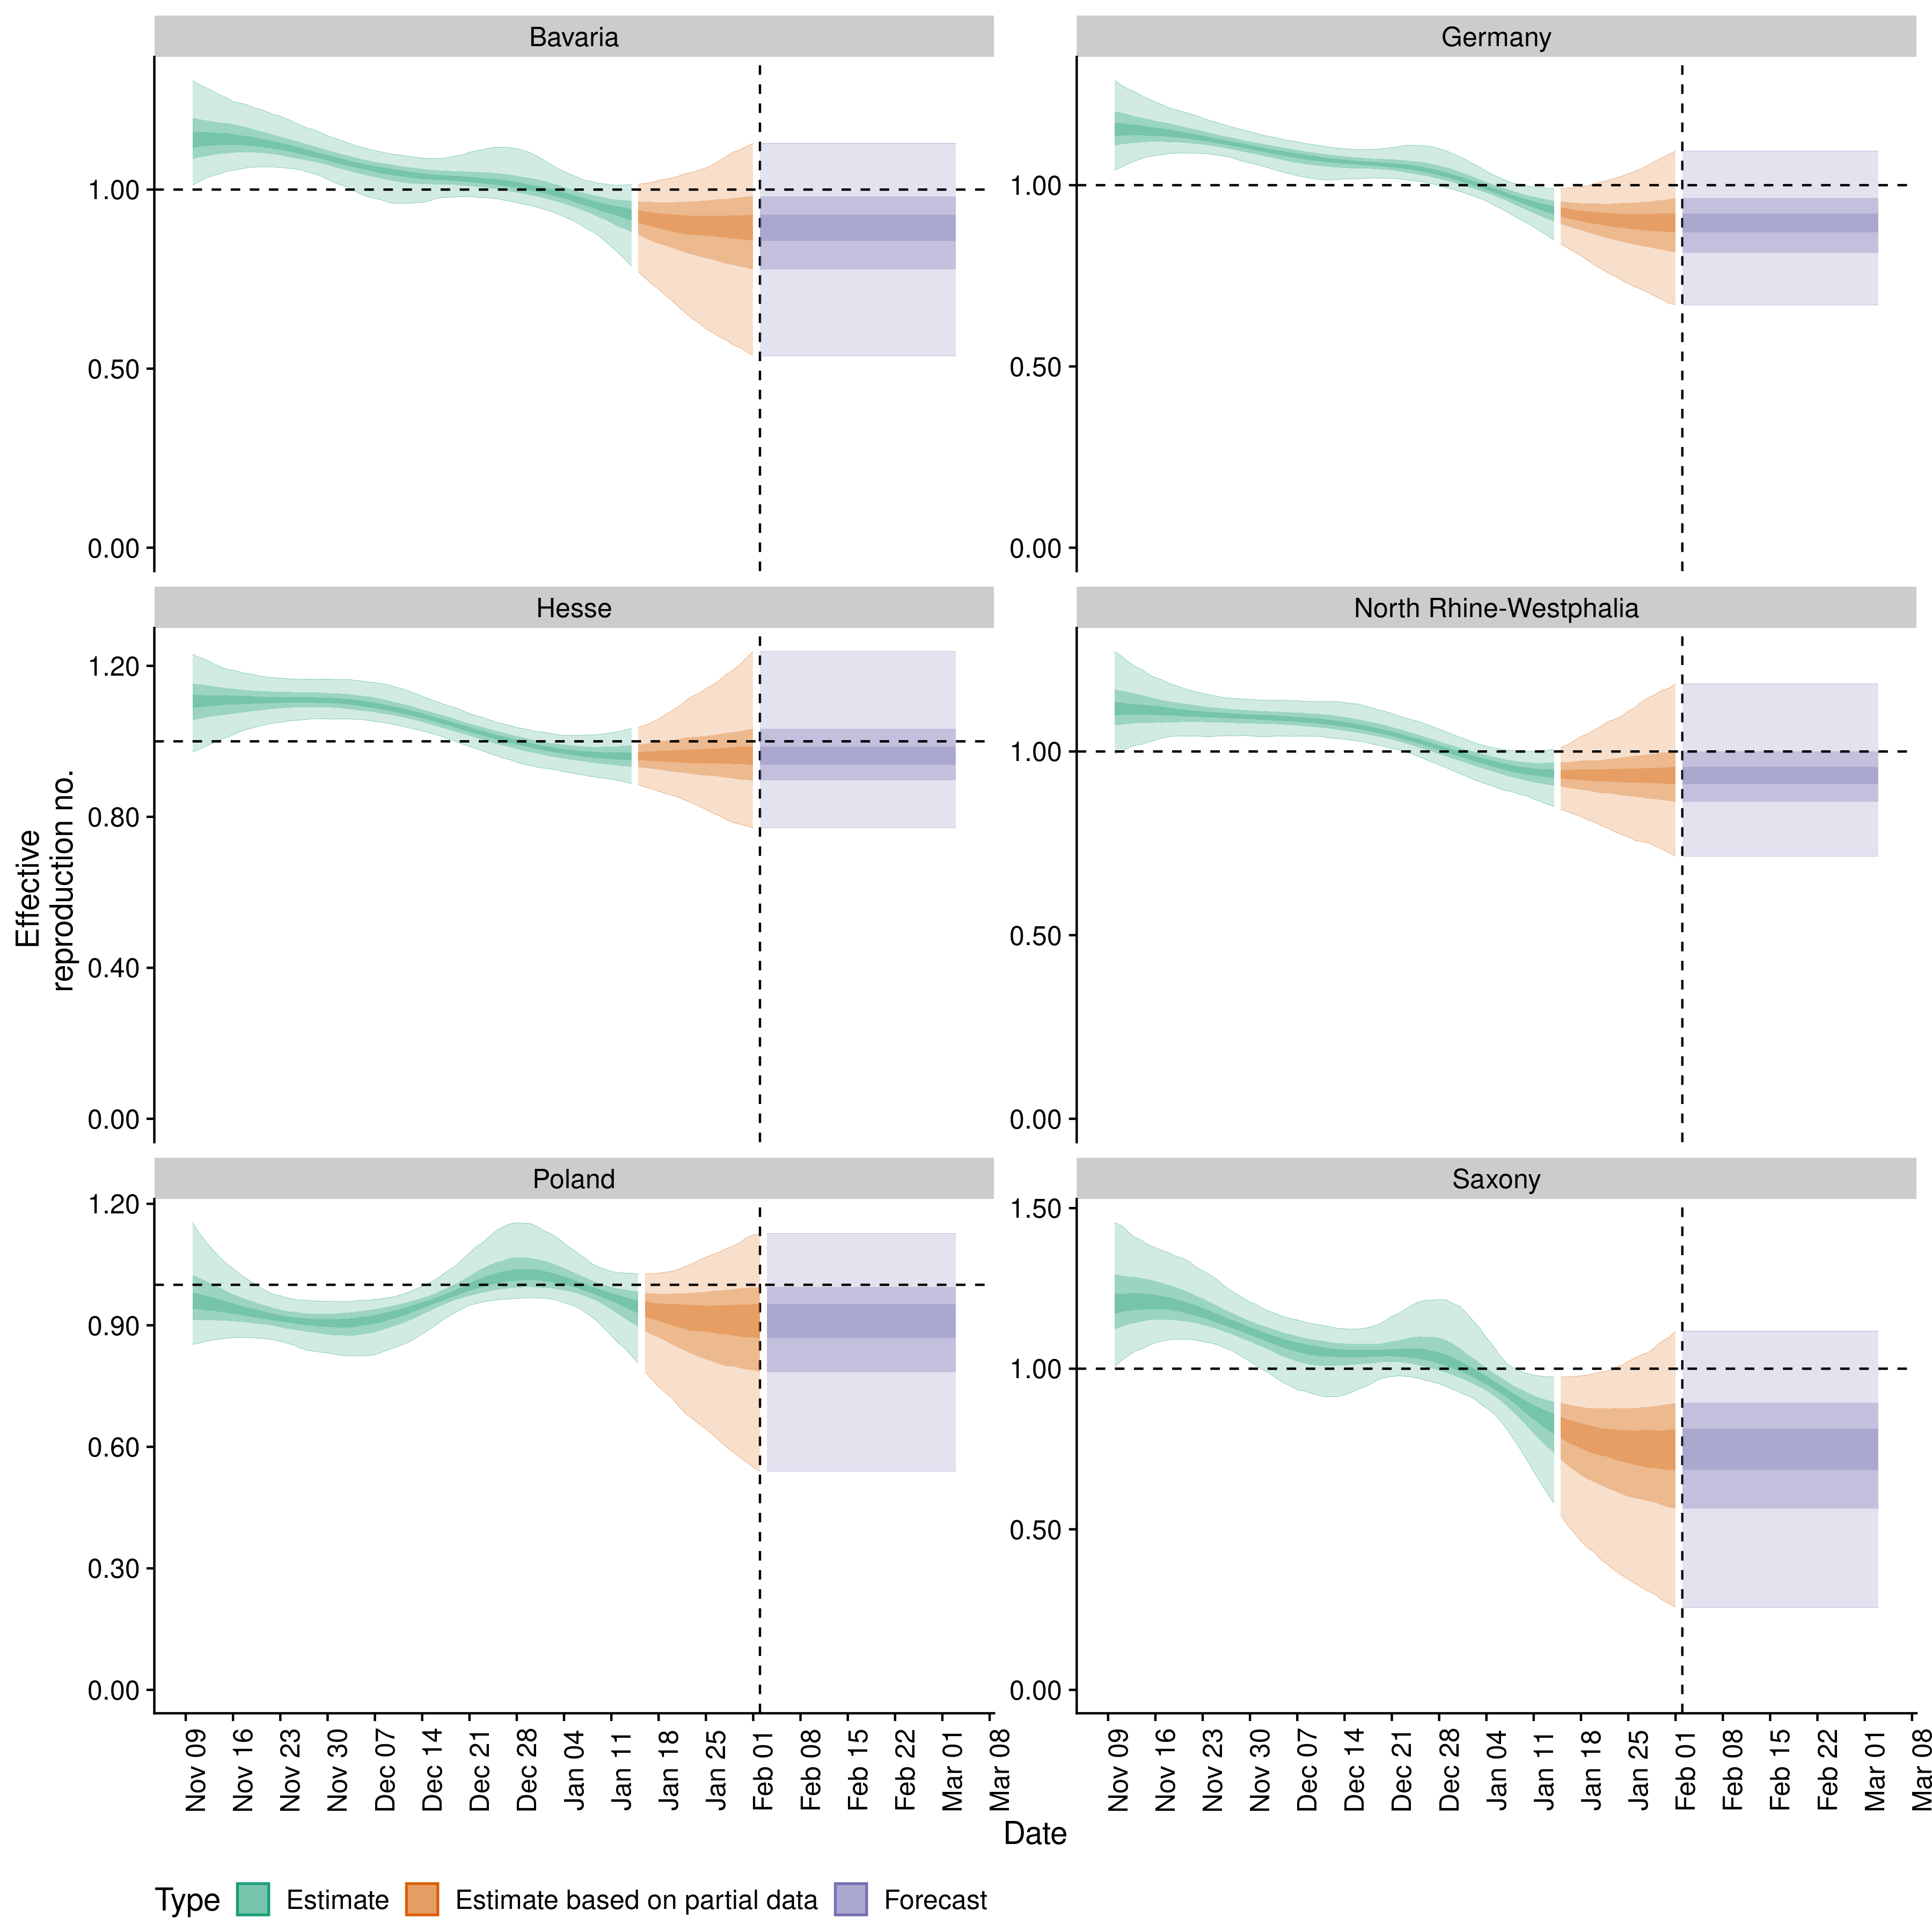 Bavaria
Germany
1.00
0.50
0.00
1.00
0.50
0.00
Hesse
North Rhine-Westphalia
1.20
0.80
0.40
0.00
1.00
0.50
0.00
Effective
reproduction no.
Poland
Saxony
1.20
0.90
0.60
0.30
0.00
1.50
1.00
0.50
0.00
Nov 09
Nov 16
Nov 23
Nov 30
Dec 07
Dec 14
Dec 21
Dec 28
Jan 04
Jan 11
Jan 18
Jan 25
Feb 01
Feb 08
Feb 15
Feb 22
Mar 01
Mar 08
Nov 09
Nov 16
Nov 23
Nov 30
Dec 07
Dec 14
Dec 21
Dec 28
Jan 04
Jan 11
Jan 18
Jan 25
Feb 01
Feb 08
Feb 15
Feb 22
Mar 01
Mar 08
Date
Type Estimate Estimate based on partial data Forecast